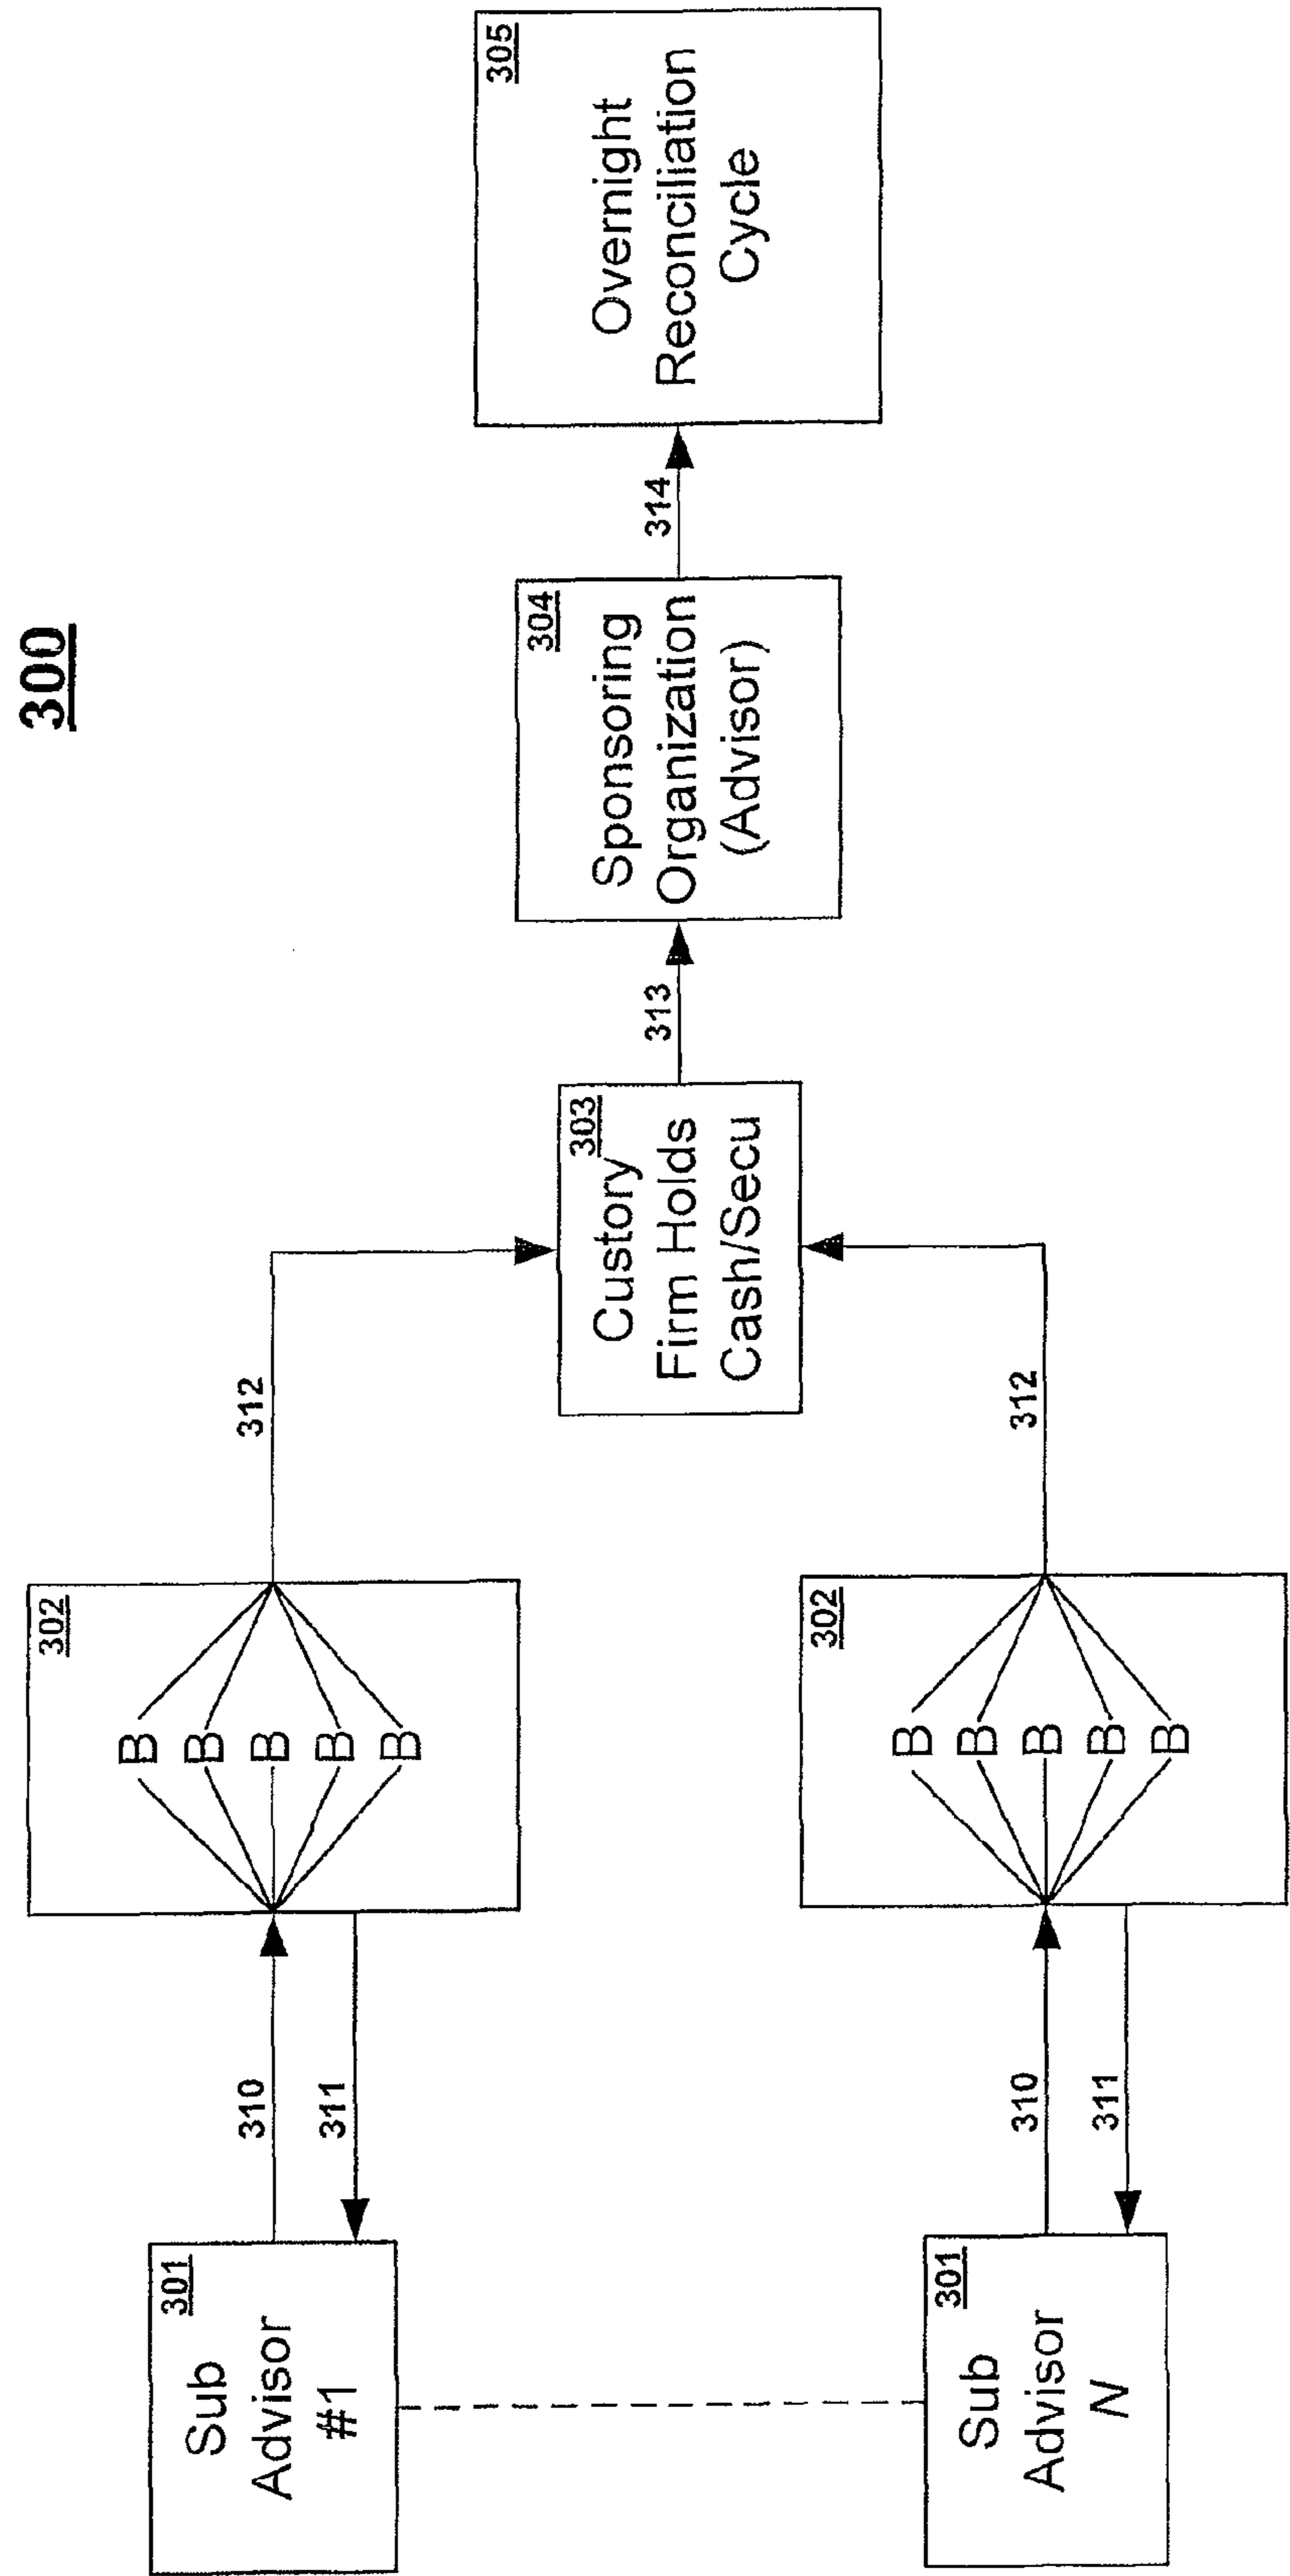 300
301
Sub
Advisor
#1
310
311
302
B
B
B
B
B
312
301
Sub
Advisor
N
310
311
302
B
B
B
B
B
312
303
Custory
Firm Holds
Cash/Secu
313
304
Sponsoring
Organization
(Advisor)
314
305
Overnight
Reconciliation
Cycle